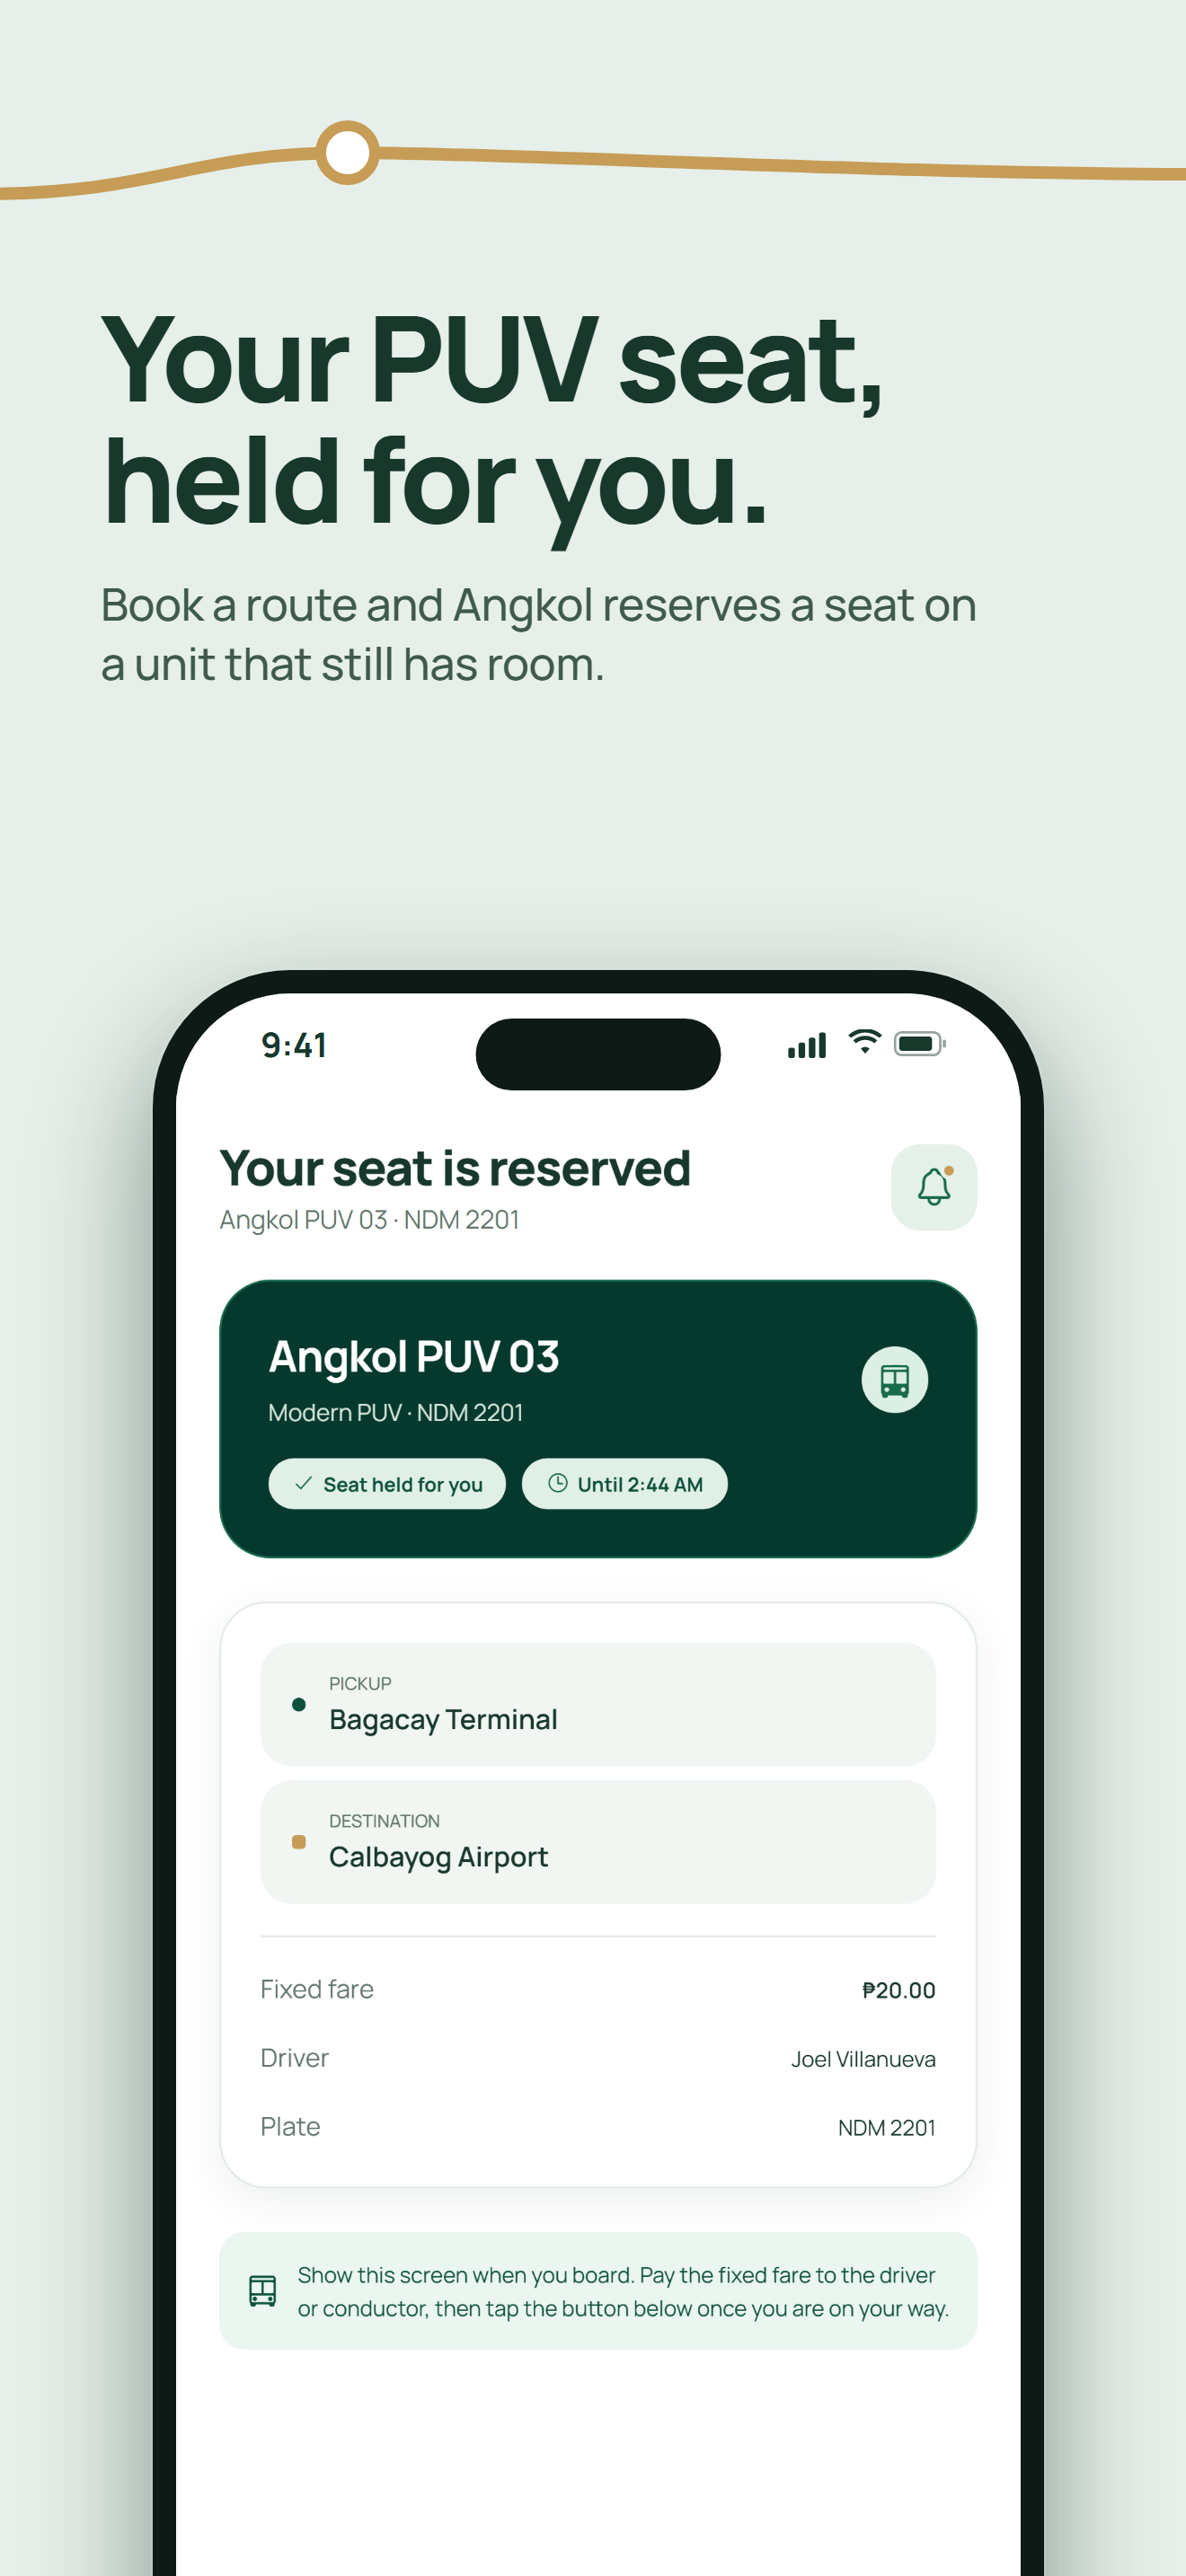 Your PUV seat,
held for you.
Book a route and Angkol reserves a seat on
a unit that still has room.
9:41
Your seat is reserved
Angkol PUV 03 · NDM 2201
Angkol PUV 03
Modern PUV · NDM 2201
Seat held for you
Until 2:44 AM
PICKUP
Bagacay Terminal
DESTINATION
Calbayog Airport
Fixed fare ₱20.00
Driver Joel Villanueva
Plate NDM 2201
Show this screen when you board. Pay the fixed fare to the driver
or conductor, then tap the button below once you are on your way.